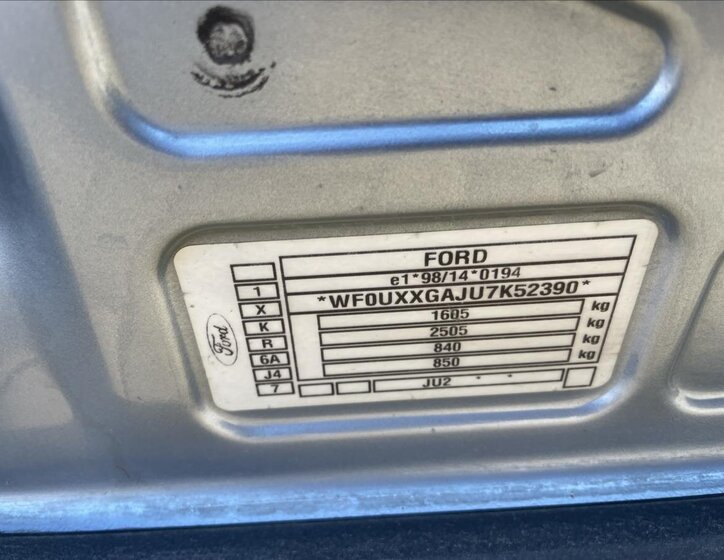 FORD
e1*98/14*0194
1
*WF0UXXGAJU7K52390*
X
1605 kg
K
2505 kg
R
840 kg
6A
850 kg
J4
7
JU2 * *
Ford